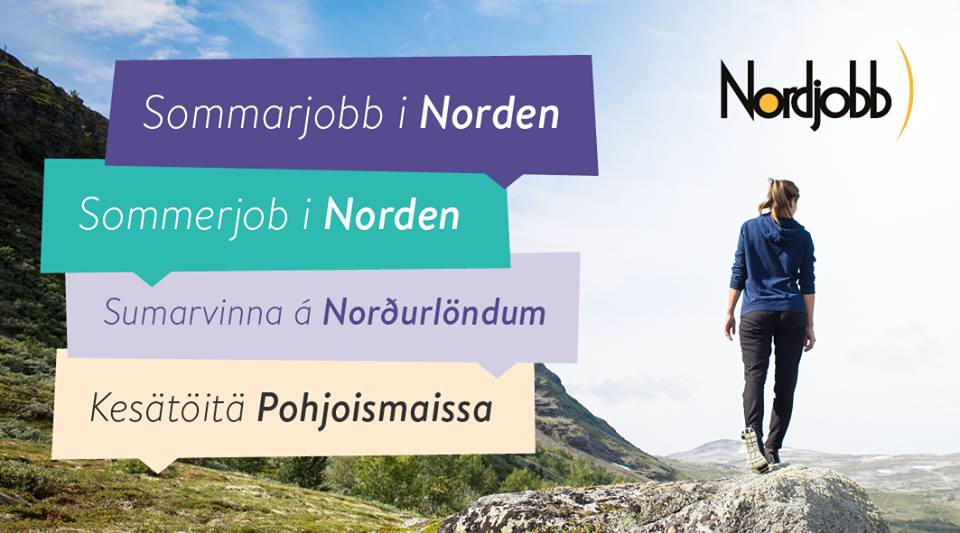 Sommarjobb i Norden
Nordjobb
Sommerjob i Norden
Sumarvinna á Norðurlöndum
Kesätöitä Pohjoismaissa